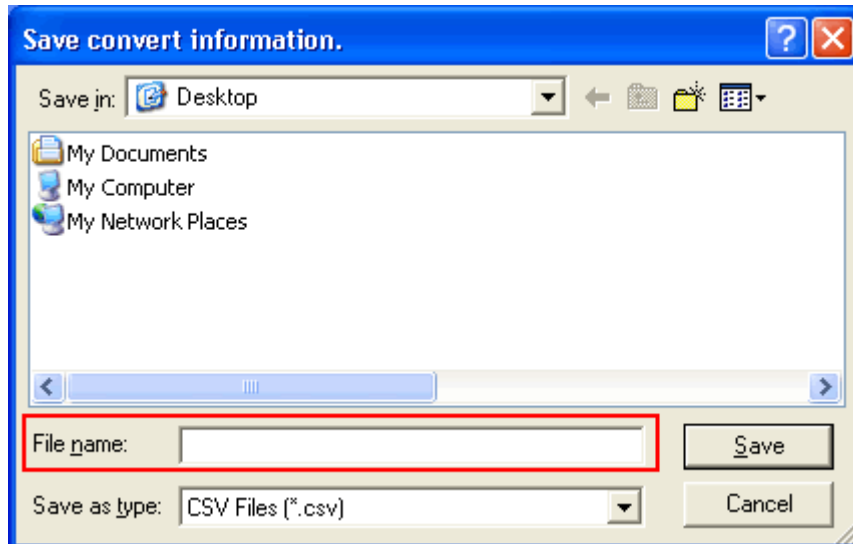 Save convert information.
Save in: Desktop
My Documents
My Computer
My Network Places
File name:
Save
Save as type: CSV Files (*.csv)
Cancel